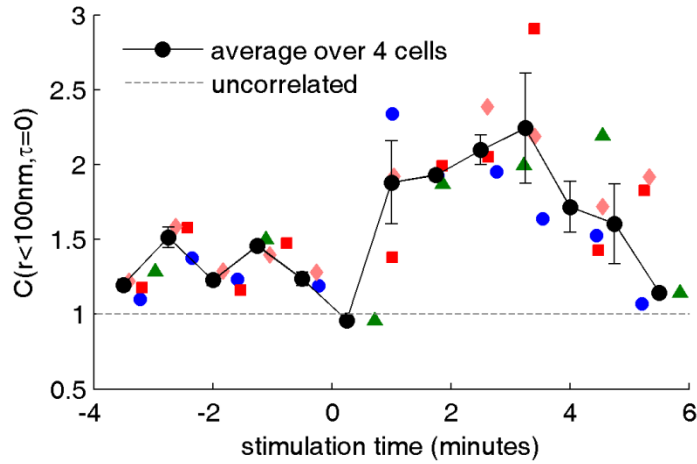 3
2.5
2
1.5
1
0.5
C(r<100nm,τ=0)
average over 4 cells
uncorrelated
-4 -2 0 2 4 6
stimulation time (minutes)